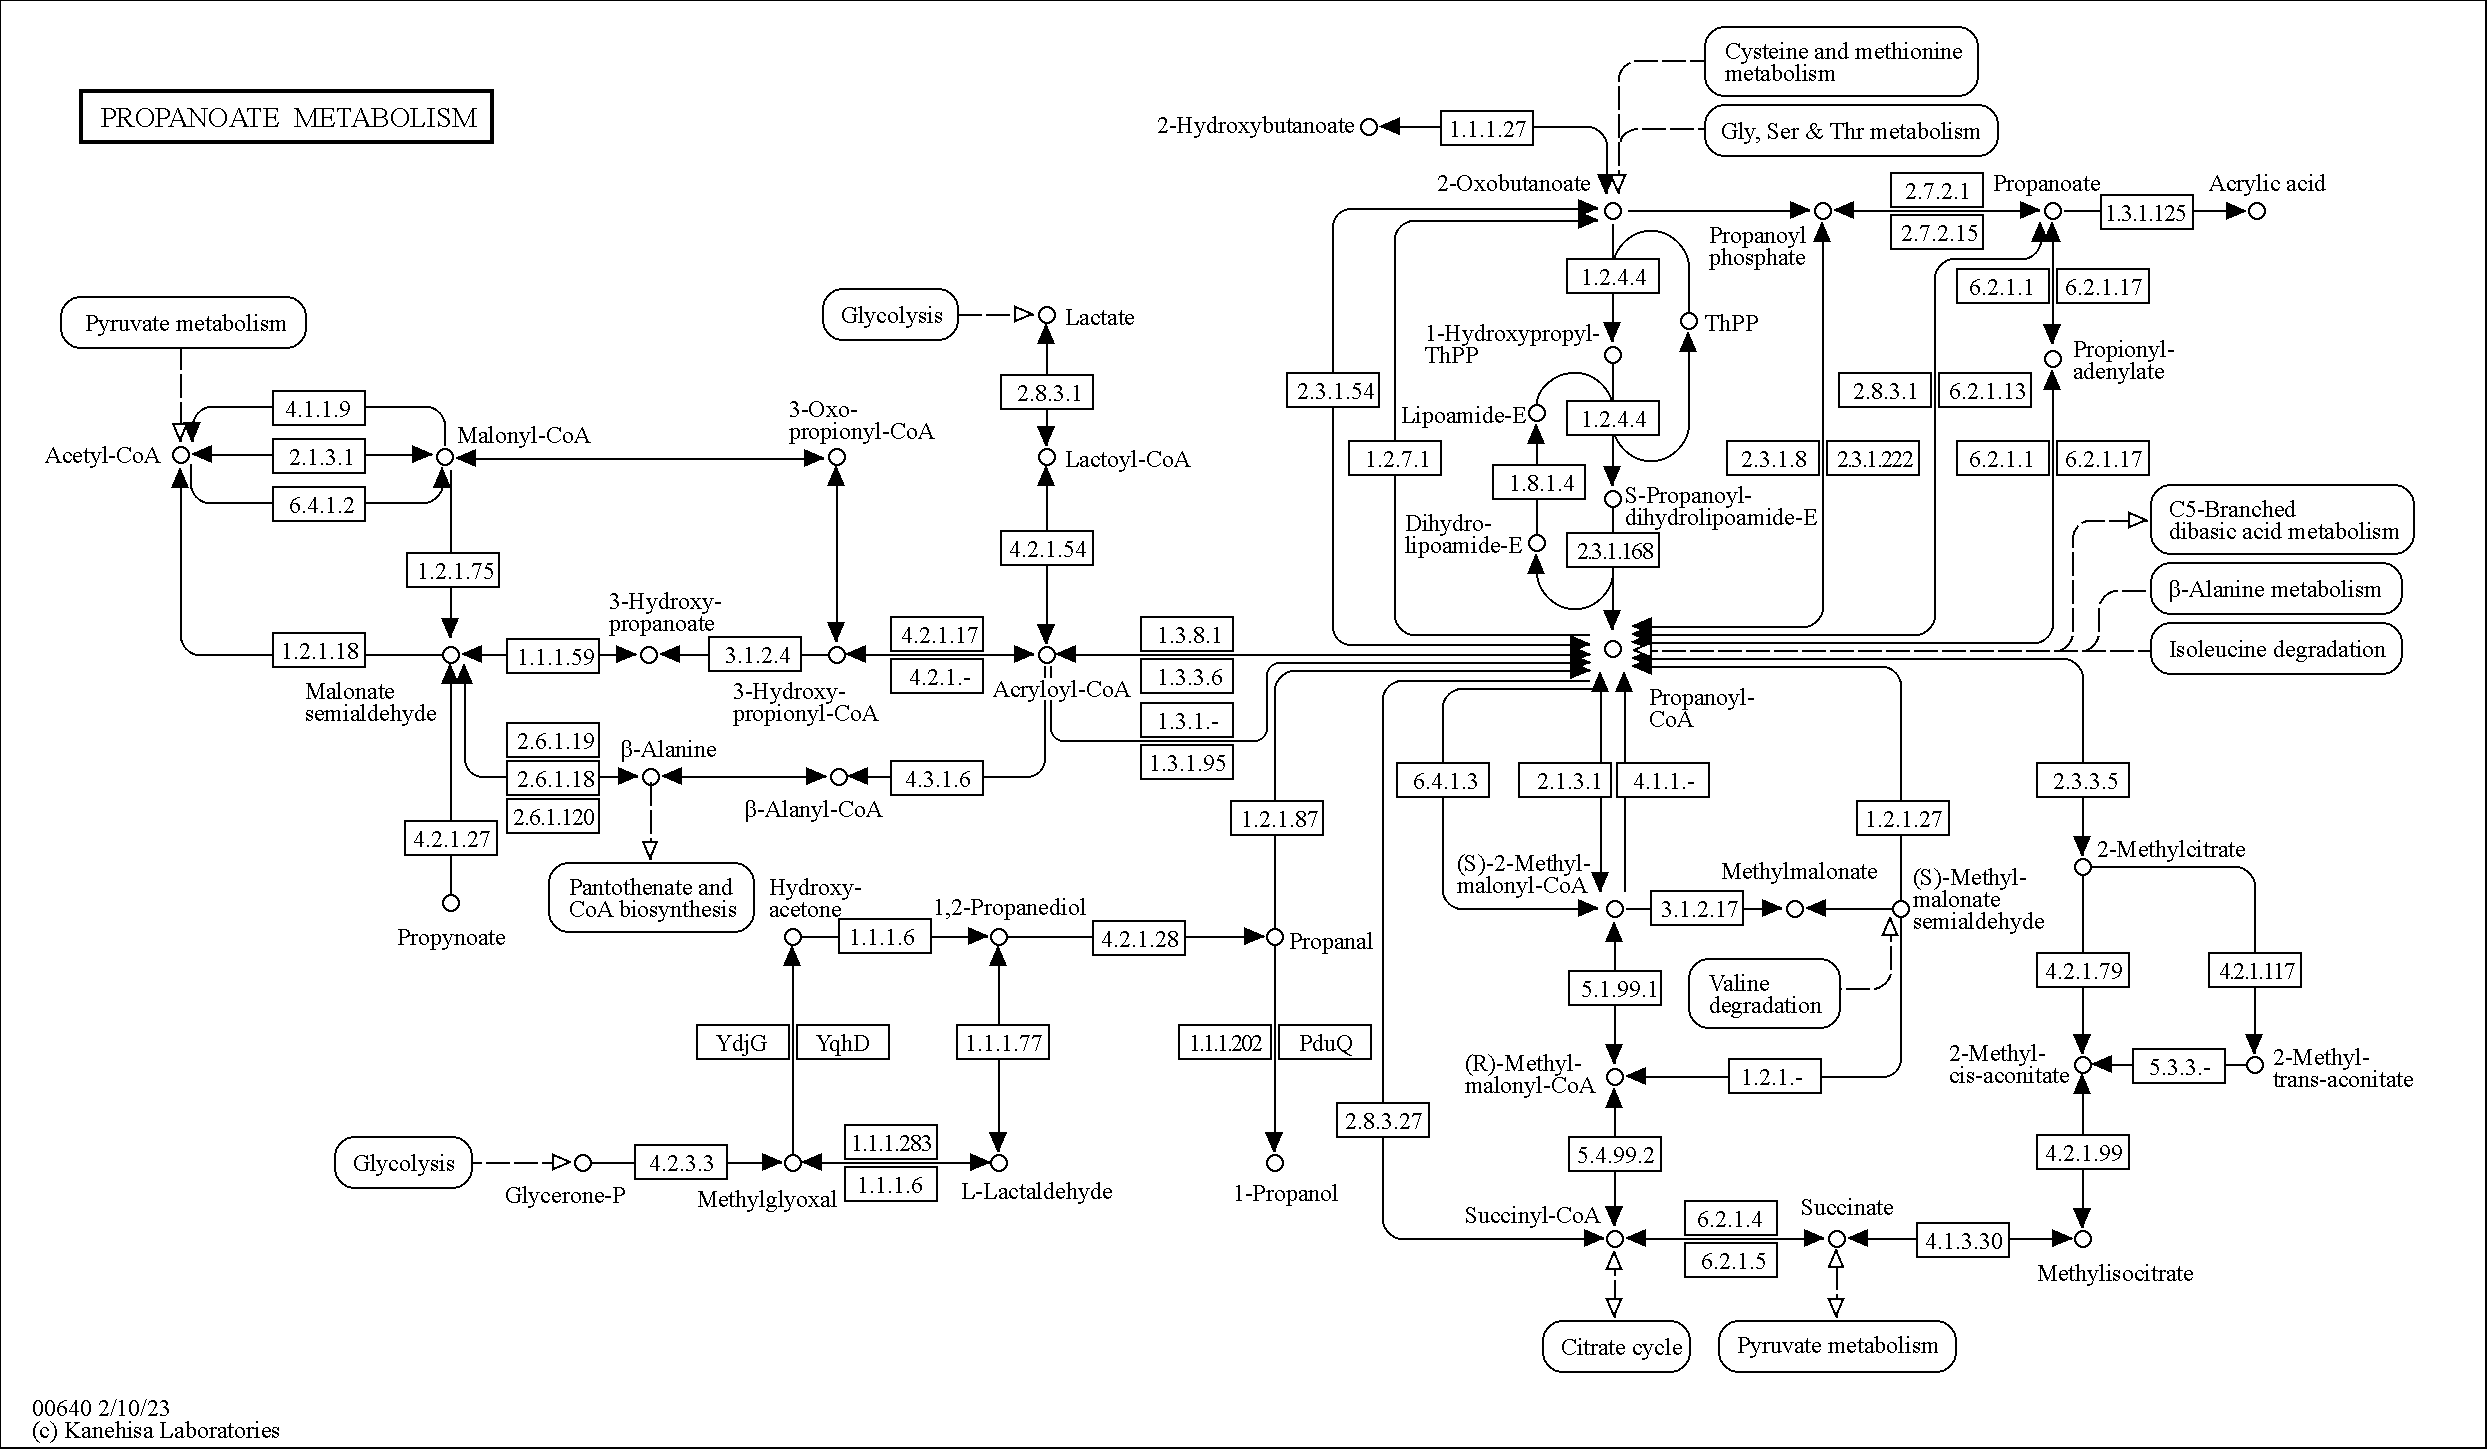 Cysteine and methionine
metabolism
PROPANOATE METABOLISM
2-Hydroxybutanoate
1.1.1.27
Gly, Ser & Thr metabolism
2-Oxobutanoate
2.7.2.1
Propanoate
Acrylic acid
1.3.1.125
Propanoyl
phosphate
2.7.2.15
1.2.4.4
6.2.1.1
6.2.1.17
Pyruvate metabolism
Glycolysis
Lactate
1-Hydroxypropyl-
ThPP
ThPP
Propionyl-
adenylate
2.8.3.1
2.3.1.54
2.8.3.1
6.2.1.13
4.1.1.9
3-Oxo-
propionyl-CoA
Lipoamide-E
1.2.4.4
Malonyl-CoA
Acetyl-CoA
2.1.3.1
Lactoyl-CoA
1.2.7.1
2.3.1.8
2.3.1.222
6.2.1.1
6.2.1.17
6.4.1.2
1.8.1.4
S-Propanoyl-
dihydrolipoamide-E
C5-Branched
dibasic acid metabolism
Dihydro-
lipoamide-E
4.2.1.54
2.3.1.168
1.2.1.75
β-Alanine metabolism
3-Hydroxy-
propanoate
4.2.1.17
1.3.8.1
1.2.1.18
1.1.1.59
3.1.2.4
Isoleucine degradation
4.2.1.-
1.3.3.6
Malonate
semialdehyde
3-Hydroxy-
propionyl-CoA
Acryloyl-CoA
Propanoyl-
CoA
1.3.1.-
2.6.1.19
β-Alanine
1.3.1.95
2.6.1.18
4.3.1.6
6.4.1.3
2.1.3.1
4.1.1.-
2.3.3.5
2.6.1.120
β-Alanyl-CoA
1.2.1.87
1.2.1.27
4.2.1.27
2-Methylcitrate
(S)-2-Methyl-
malonyl-CoA
Methylmalonate
(S)-Methyl-
malonate
semialdehyde
Pantothenate and
CoA biosynthesis
Hydroxy-
acetone
1,2-Propanediol
3.1.2.17
Propynoate
1.1.1.6
4.2.1.28
Propanal
4.2.1.79
4.2.1.117
5.1.99.1
Valine
degradation
YdjG
YqhD
1.1.1.77
1.1.1.202
PduQ
(R)-Methyl-
malonyl-CoA
1.2.1.-
2-Methyl-
cis-aconitate
5.3.3.-
2-Methyl-
trans-aconitate
2.8.3.27
1.1.1.283
5.4.99.2
4.2.1.99
Glycolysis
4.2.3.3
Glycerone-P
Methylglyoxal
1.1.1.6
L-Lactaldehyde
1-Propanol
Succinyl-CoA
6.2.1.4
Succinate
4.1.3.30
6.2.1.5
Methylisocitrate
Citrate cycle
Pyruvate metabolism
00640 2/10/23
(c) Kanehisa Laboratories